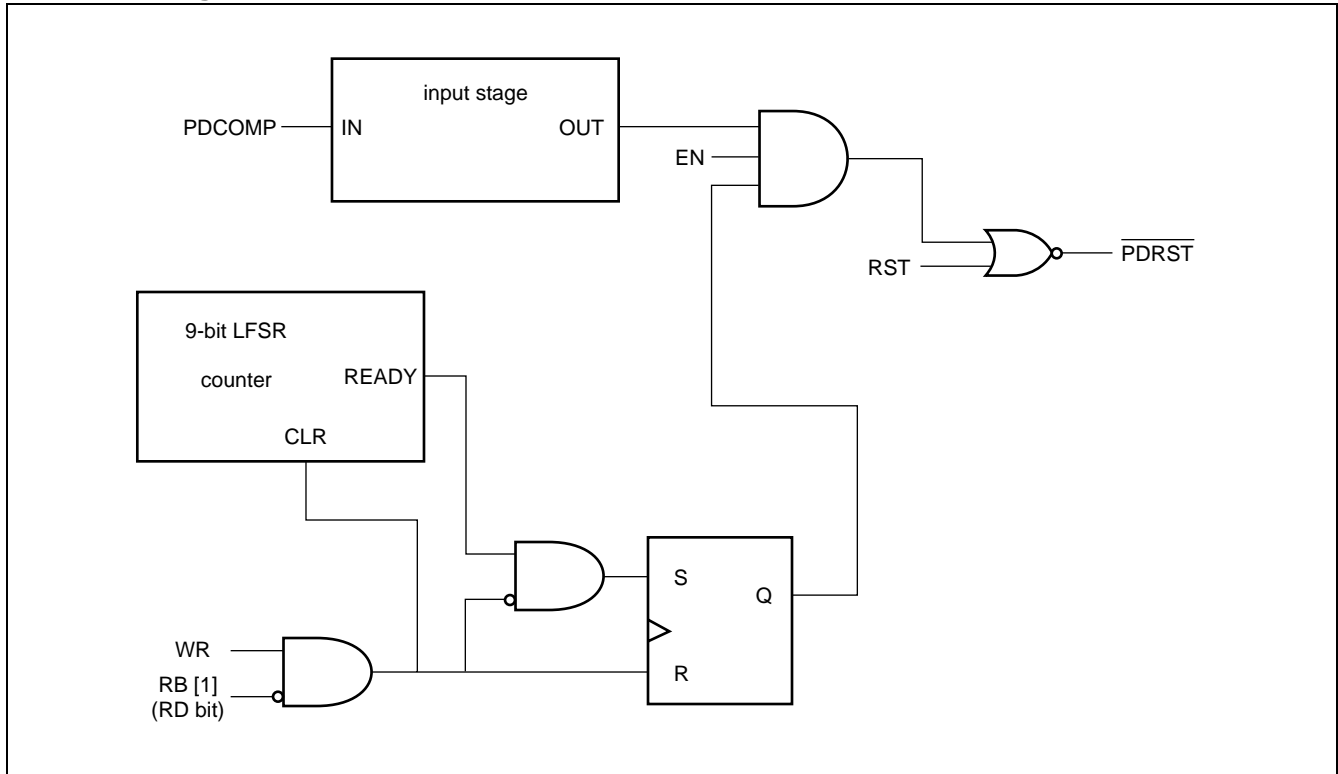 input stage
PDCOMP
IN
OUT
EN
RST
PDRST
9-bit LFSR
counter
READY
CLR
S
Q
R
WR
RB [1]
(RD bit)